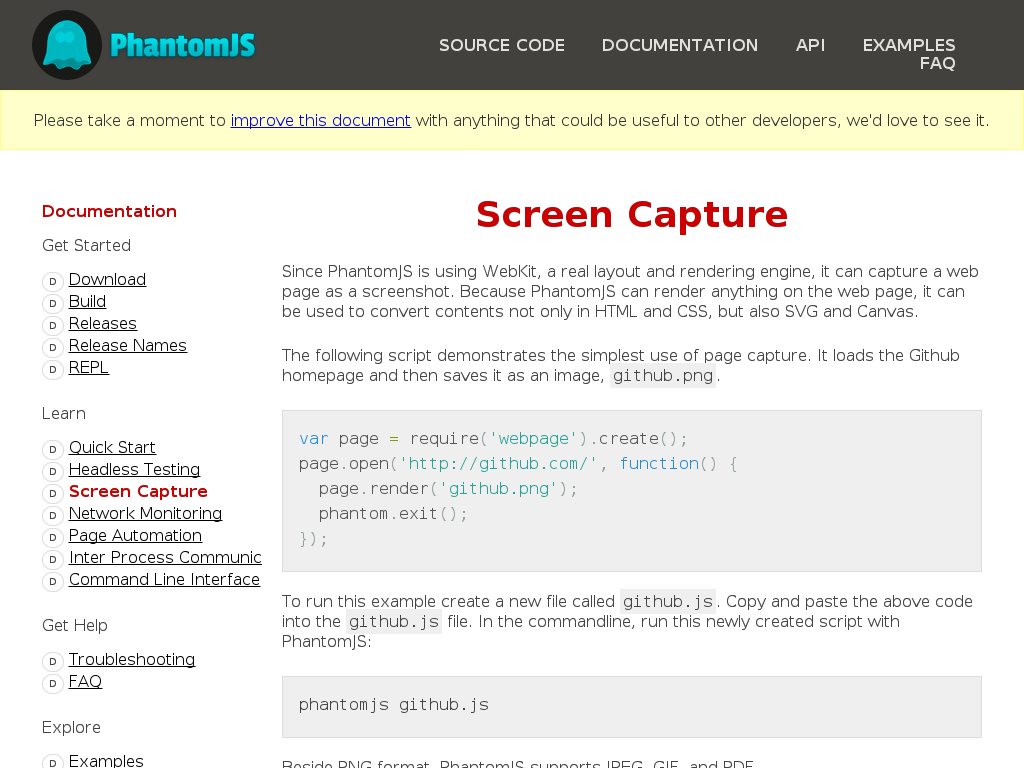 PhantomJS
SOURCE CODE DOCUMENTATION API EXAMPLES
FAQ
Please take a moment to improve this document with anything that could be useful to other developers, we'd love to see it.
Documentation
Get Started
D Download
D Build
D Releases
D Release Names
D REPL
Learn
D Quick Start
D Headless Testing
D Screen Capture
D Network Monitoring
D Page Automation
D Inter Process Communic
D Command Line Interface
Get Help
D Troubleshooting
D FAQ
Explore
D Examples
Screen Capture
Since PhantomJS is using WebKit, a real layout and rendering engine, it can capture a web
page as a screenshot. Because PhantomJS can render anything on the web page, it can
be used to convert contents not only in HTML and CSS, but also SVG and Canvas.
The following script demonstrates the simplest use of page capture. It loads the Github
homepage and then saves it as an image, github.png.
var page = require('webpage').create();
page.open('http://github.com/', function() {
  page.render('github.png');
  phantom.exit();
});
To run this example create a new file called github.js. Copy and paste the above code
into the github.js file. In the commandline, run this newly created script with
PhantomJS:
phantomjs github.js
Beside PNG format, PhantomJS supports JPEG, GIF, and PDF.